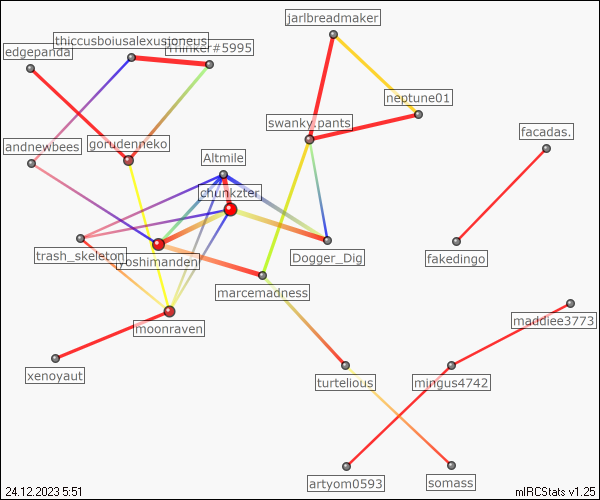 jarlbreadmaker
thiccusboiusalexusjoneus
Thinker#5995
edgepanda
neptune01
swanky.pants
facadas.
gorudenneko
andnewbees
Altmile
chunkzter
trash_skeleton
yoshimanden
Dogger_Dig
fakedingo
marcemadness
maddiee3773
moonraven
xenoyaut
turtelious
mingus4742
artyom0593
somass
24.12.2023 5:51
mIRCStats v1.25